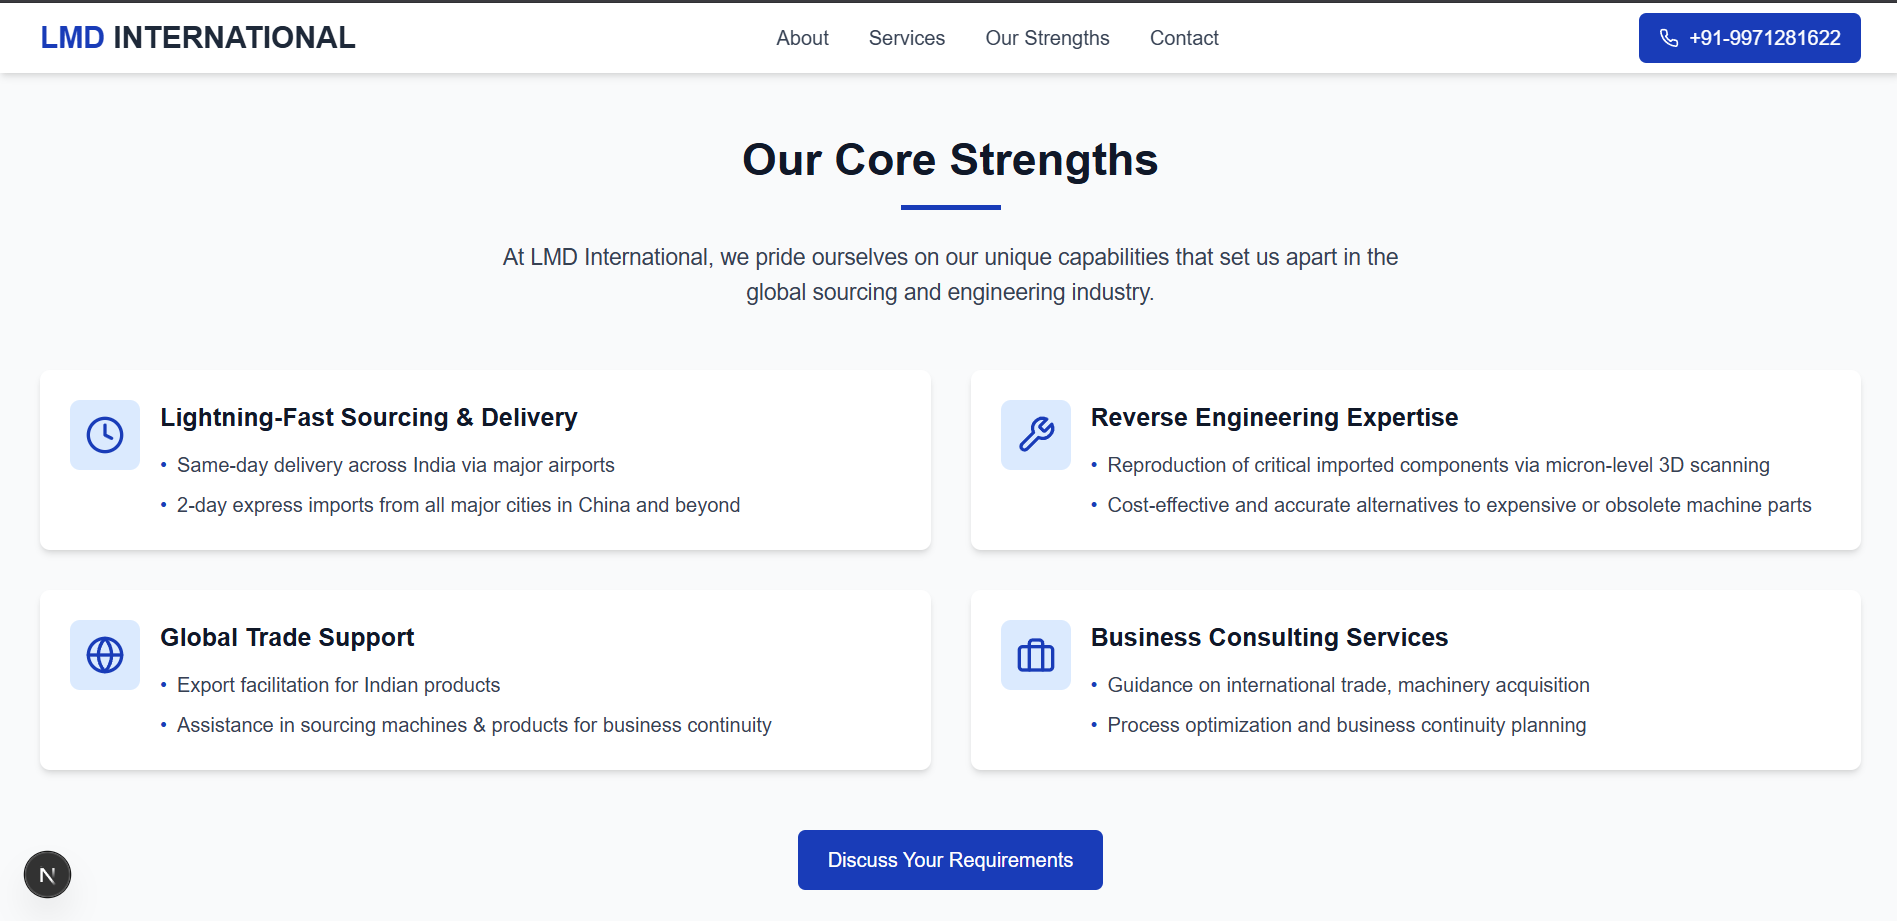 LMD INTERNATIONAL
About
Services
Our Strengths
Contact
+91-9971281622
Our Core Strengths
At LMD International, we pride ourselves on our unique capabilities that set us apart in the
global sourcing and engineering industry.
Lightning-Fast Sourcing & Delivery
• Same-day delivery across India via major airports
• 2-day express imports from all major cities in China and beyond
Reverse Engineering Expertise
• Reproduction of critical imported components via micron-level 3D scanning
• Cost-effective and accurate alternatives to expensive or obsolete machine parts
Global Trade Support
• Export facilitation for Indian products
• Assistance in sourcing machines & products for business continuity
Business Consulting Services
• Guidance on international trade, machinery acquisition
• Process optimization and business continuity planning
Discuss Your Requirements
N